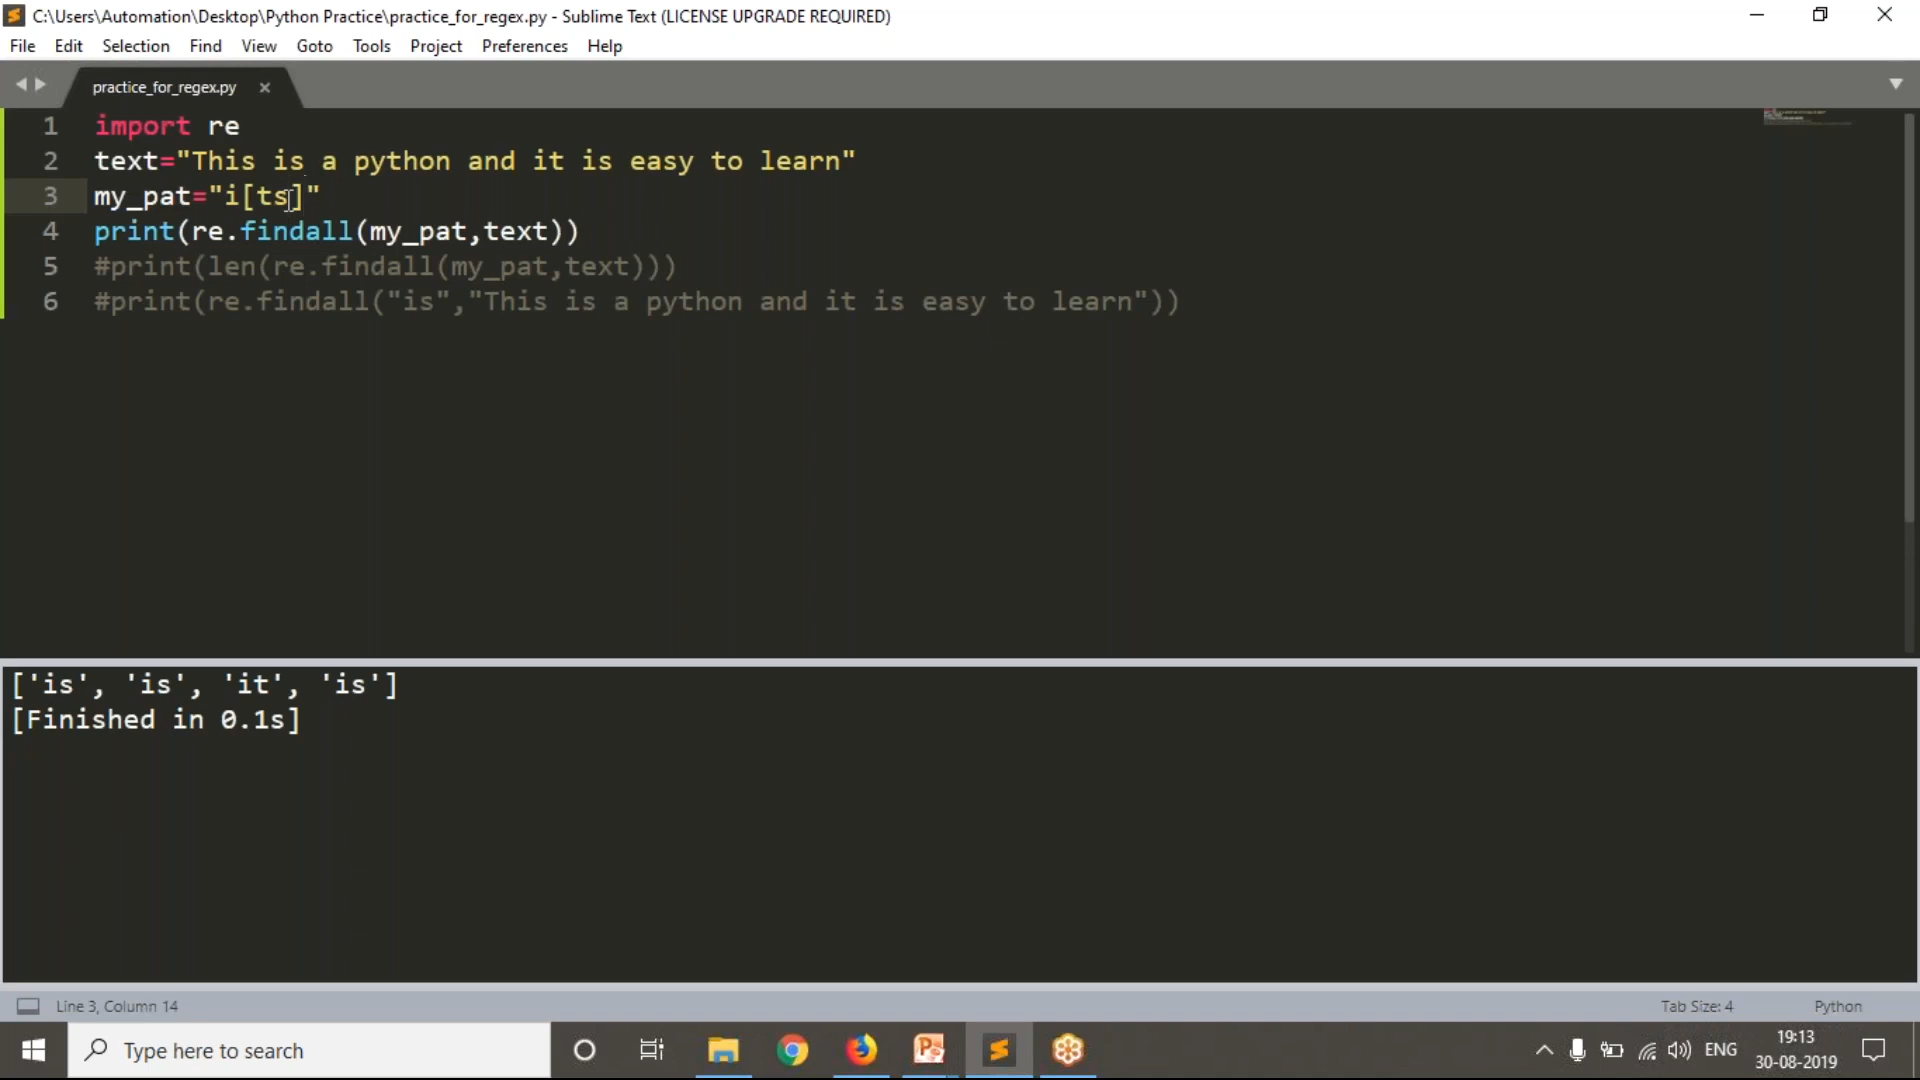 C:\Users\Automation\Desktop\Python Practice\practice_for_regex.py - Sublime Text (LICENSE UPGRADE REQUIRED)
File Edit Selection Find View Goto Tools Project Preferences Help
practice_for_regex.py
1 import re
2 text="This is a python and it is easy to learn"
3 my_pat="i[ts]"
4 print(re.findall(my_pat,text))
5 #print(len(re.findall(my_pat,text)))
6 #print(re.findall("is","This is a python and it is easy to learn"))
['is', 'is', 'it', 'is']
[Finished in 0.1s]
Line 3, Column 14 Tab Size: 4 Python
Type here to search ENG 19:13
30-08-2019